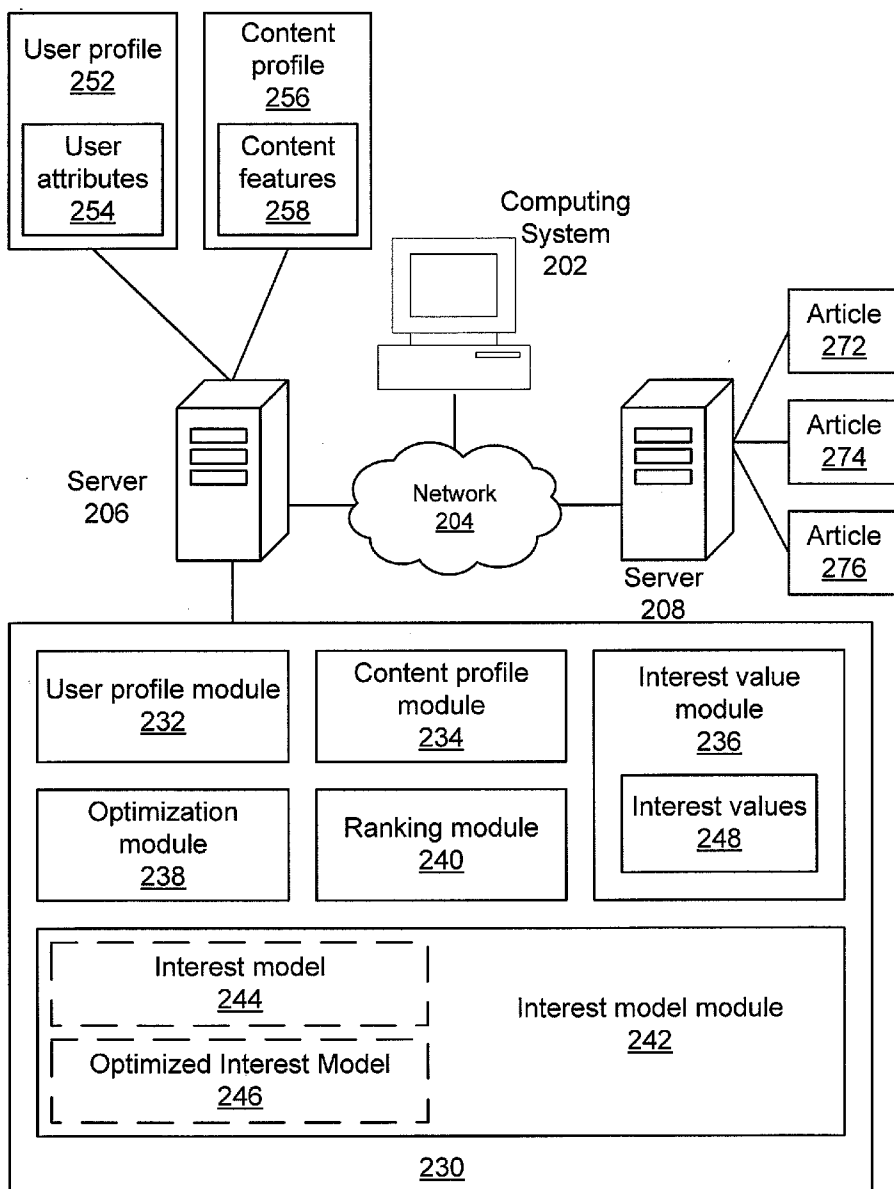 User profile
252
User
attributes
254
Content
profile
256
Content
features
258
Computing
System
202
Article
272
Article
274
Article
276
Server
206
Network
204
Server
208
User profile module
232
Content profile
module
234
Interest value
module
236
Interest values
248
Optimization
module
238
Ranking module
240
Interest model
244
Optimized Interest Model
246
Interest model module
242
230